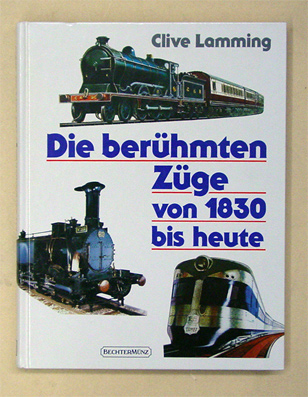 Clive Lamming
Die berühmten
Züge
von 1830
bis heute
BECHTERMÜNZ